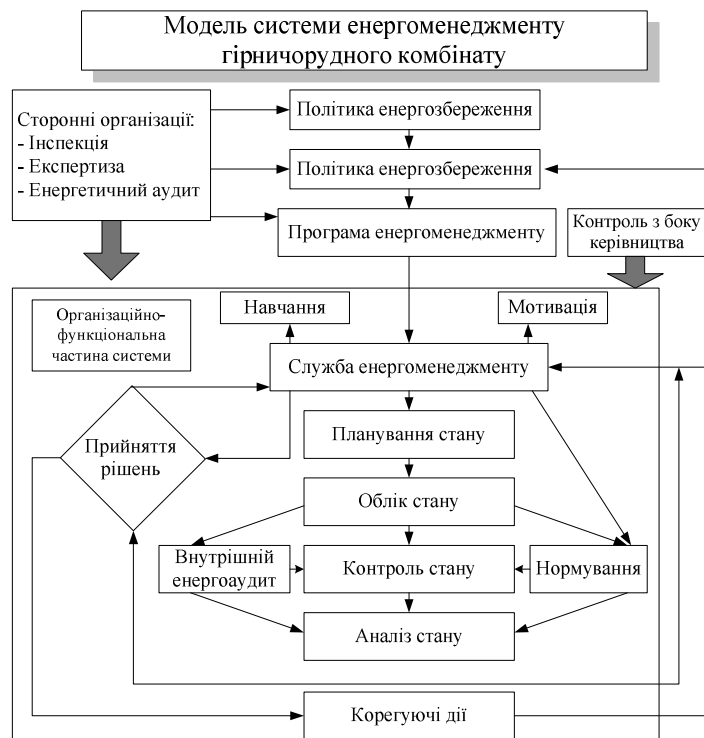 Модель системи енергоменеджменту
гірничорудного комбінату
Сторонні організації:
- Інспекція
- Експертиза
- Енергетичний аудит
Політика енергозбереження
Політика енергозбереження
Програма енергоменеджменту
Контроль з боку
керівництва
Організаційно-
функціональна
частина системи
Навчання
Мотивація
Служба енергоменеджменту
Прийняття
рішень
Планування стану
Облік стану
Внутрішній
енергоаудит
Контроль стану
Нормування
Аналіз стану
Корегуючі дії